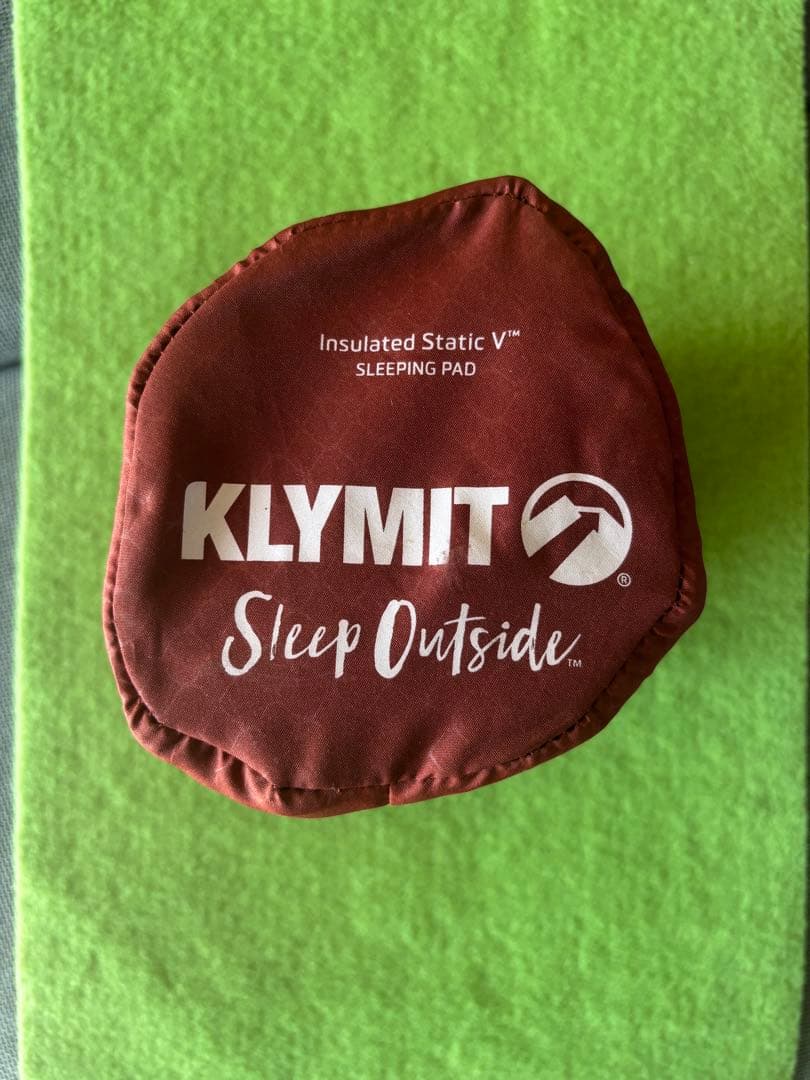 Insulated Static V™
SLEEPING PAD
KLYMIT ®
Sleep Outside™